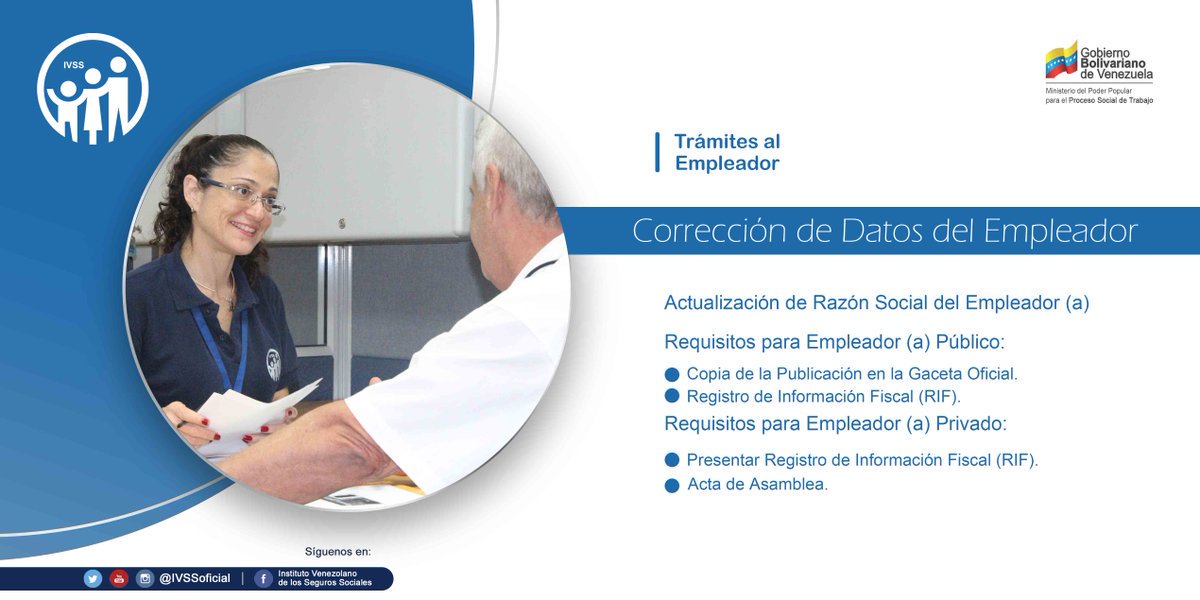 IVSS
Gobierno
Bolivariano
de Venezuela
Ministerio del Poder Popular
para el Proceso Social de Trabajo
Trámites al
Empleador
Corrección de Datos del Empleador
Actualización de Razón Social del Empleador (a)
Requisitos para Empleador (a) Público:
Copia de la Publicación en la Gaceta Oficial.
Registro de Información Fiscal (RIF).
Requisitos para Empleador (a) Privado:
Presentar Registro de Información Fiscal (RIF).
Acta de Asamblea.
Síguenos en:
@IVSSoficial
Instituto Venezolano
de los Seguros Sociales